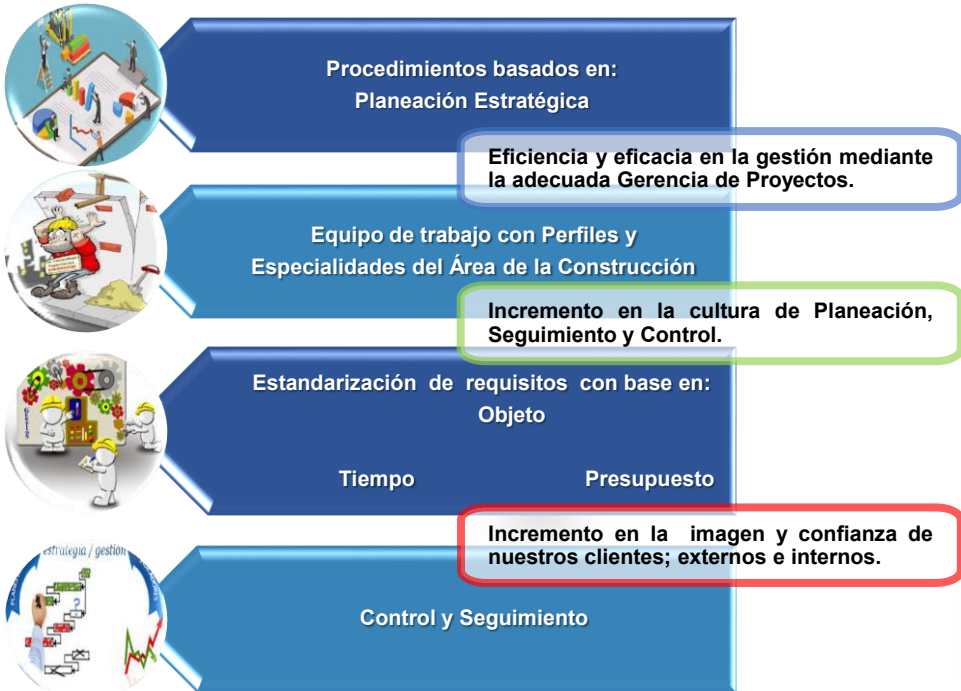 Procedimientos basados en:
Planeación Estratégica
Eficiencia y eficacia en la gestión mediante
la adecuada Gerencia de Proyectos.
Equipo de trabajo con Perfiles y
Especialidades del Área de la Construcción
Incremento en la cultura de Planeación,
Seguimiento y Control.
Estandarización de requisitos con base en:
Objeto
Tiempo Presupuesto
Incremento en la imagen y confianza de
nuestros clientes; externos e internos.
estrategia / gestión
Control y Seguimiento